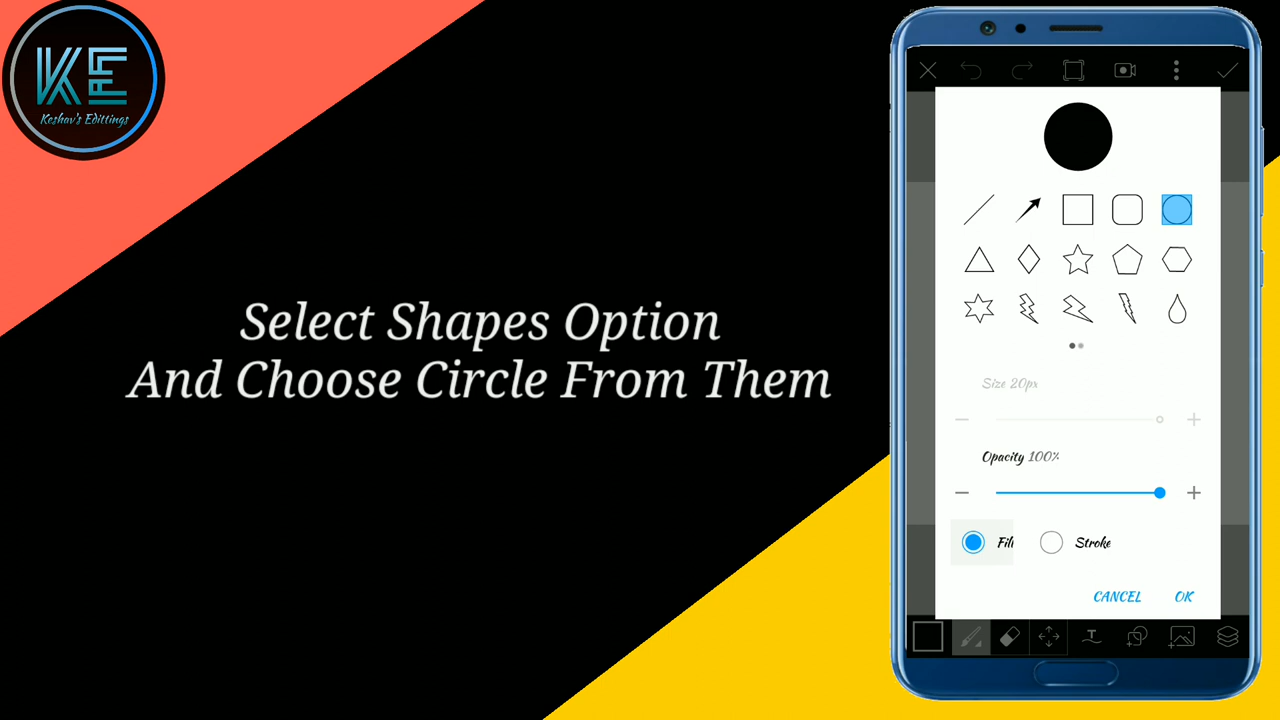 KE
Keshav's Edittings
Select Shapes Option
And Choose Circle From Them
Size 20px
Opacity 100%
Fill
Stroke
CANCEL
OK
T